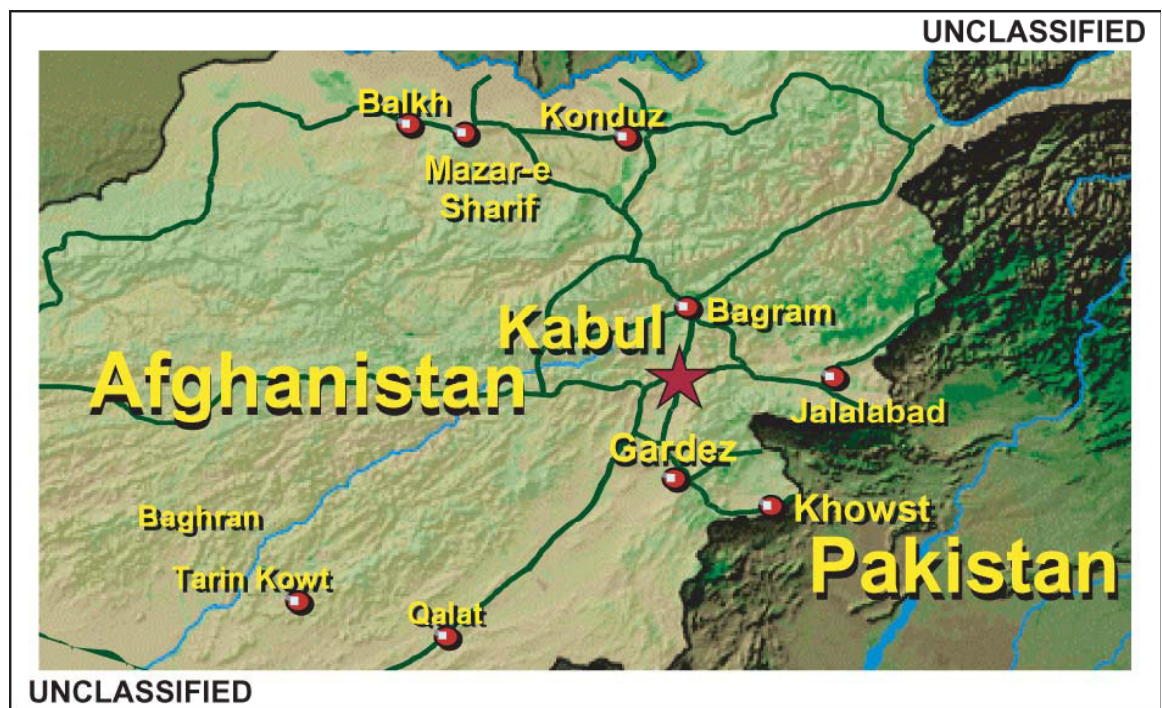 UNCLASSIFIED
Balkh
Konduz
Mazar-e
Sharif
Kabul
Bagram
Afghanistan
Jalalabad
Gardez
Khowst
Baghran
Pakistan
Tarin Kowt
Qalat
UNCLASSIFIED